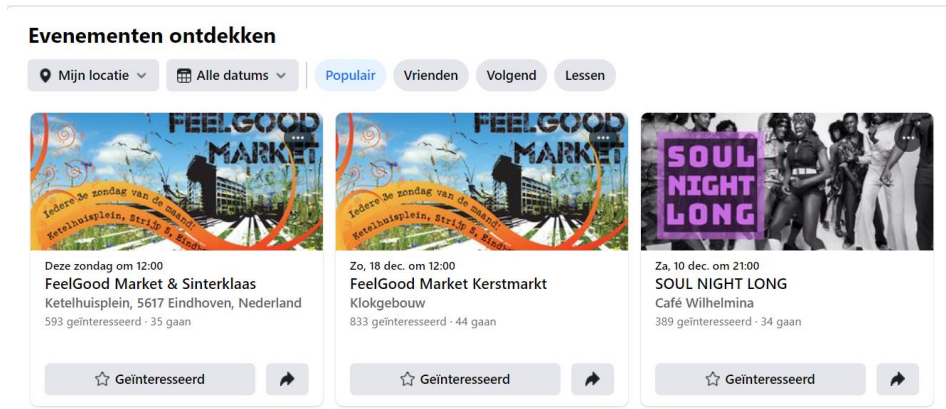 Evenementen ontdekken
Mijn locatie
Alle datums
Populair
Vrienden
Volgend
Lessen
FEELGOOD
MARKET
Iedere 3e zondag van de maand:
Ketelhuisplein, Strijp S, Eindh
Deze zondag om 12:00
FeelGood Market & Sinterklaas
Ketelhuisplein, 5617 Eindhoven, Nederland
593 geïnteresseerd · 35 gaan
Geïnteresseerd
FEELGOOD
MARKET
Iedere 3e zondag van de maand:
Ketelhuisplein, Strijp S, Eindh
Zo, 18 dec. om 12:00
FeelGood Market Kerstmarkt
Klokgebouw
833 geïnteresseerd · 44 gaan
Geïnteresseerd
SOUL
NIGHT
LONG
Za, 10 dec. om 21:00
SOUL NIGHT LONG
Café Wilhelmina
389 geïnteresseerd · 34 gaan
Geïnteresseerd